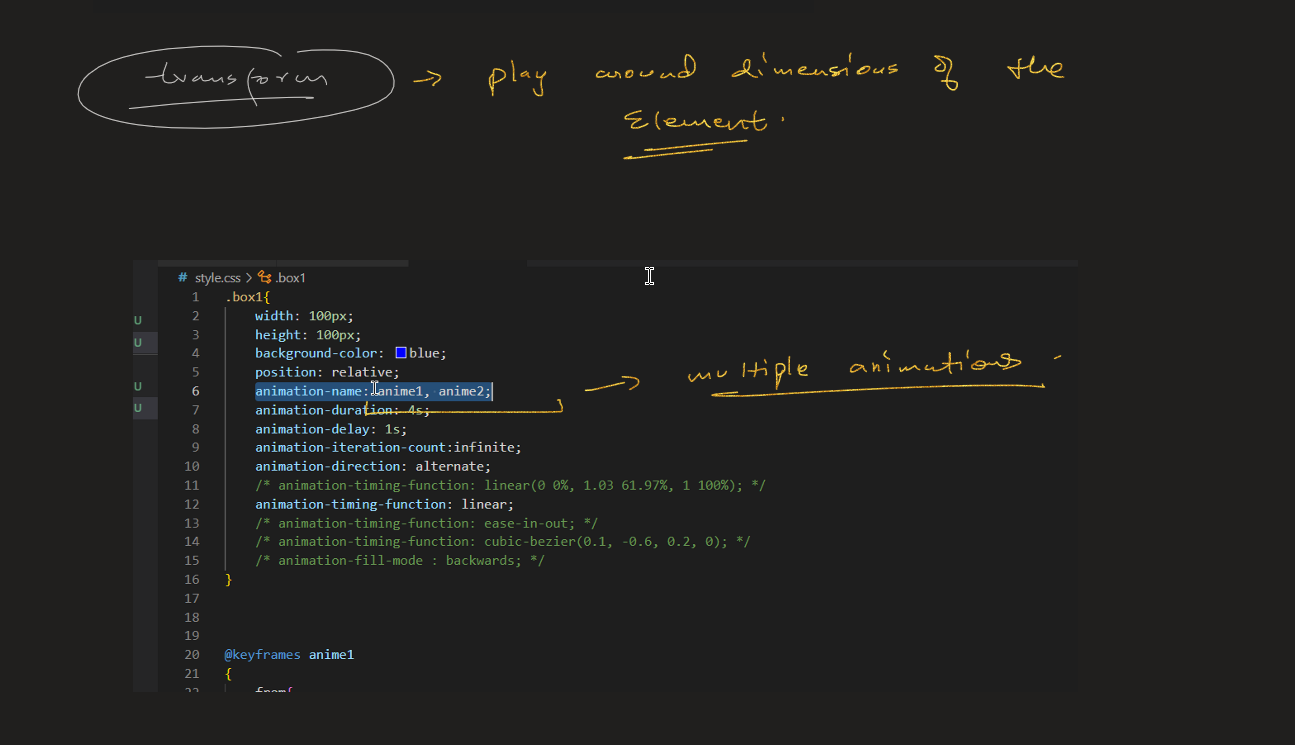 transform → play around dimensions of the
Element.
# style.css > .box1
1 .box1{
2 width: 100px;
3 height: 100px;
4 background-color: blue;
5 position: relative;
6 animation-name: anime1, anime2;
→ multiple animations
7 animation-duration: 4s;
8 animation-delay: 1s;
9 animation-iteration-count:infinite;
10 animation-direction: alternate;
11 /* animation-timing-function: linear(0 0%, 1.03 61.97%, 1 100%); */
12 animation-timing-function: linear;
13 /* animation-timing-function: ease-in-out; */
14 /* animation-timing-function: cubic-bezier(0.1, -0.6, 0.2, 0); */
15 /* animation-fill-mode : backwards; */
16 }
17
18
19
20 @keyframes anime1
21 {
22 from{
U
U
U
U